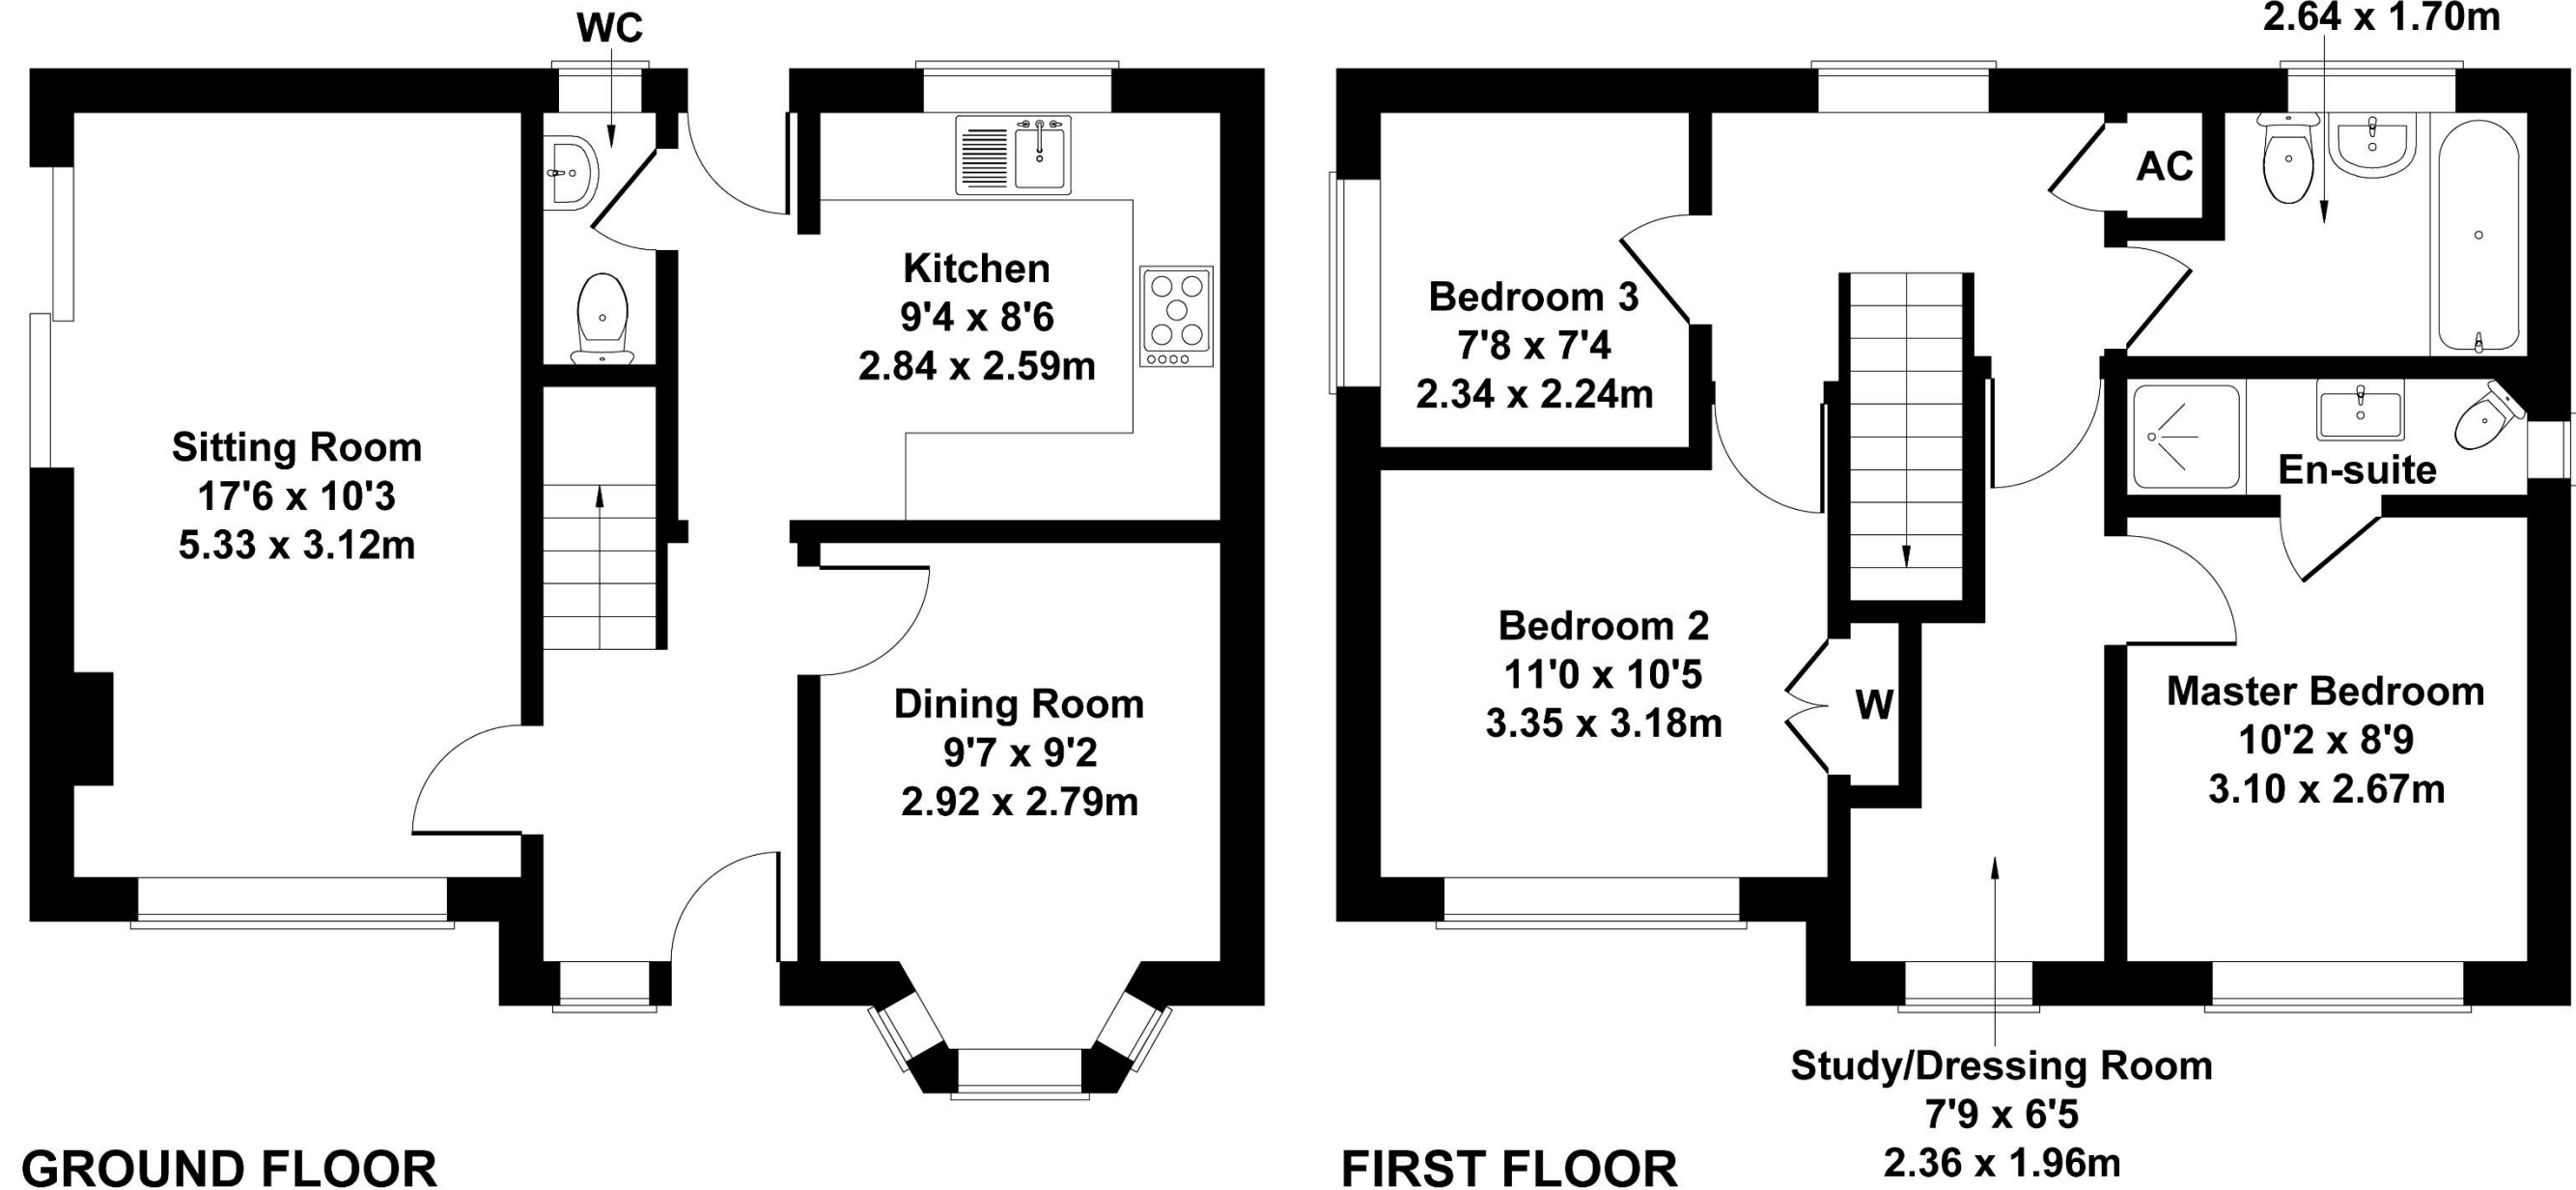 WC
2.64 x 1.70m
AC
Kitchen
9'4 x 8'6
2.84 x 2.59m
Bedroom 3
7'8 x 7'4
2.34 x 2.24m
Sitting Room
17'6 x 10'3
5.33 x 3.12m
En-suite
Bedroom 2
11'0 x 10'5
3.35 x 3.18m
W
Dining Room
9'7 x 9'2
2.92 x 2.79m
Master Bedroom
10'2 x 8'9
3.10 x 2.67m
Study/Dressing Room
7'9 x 6'5
2.36 x 1.96m
GROUND FLOOR
FIRST FLOOR